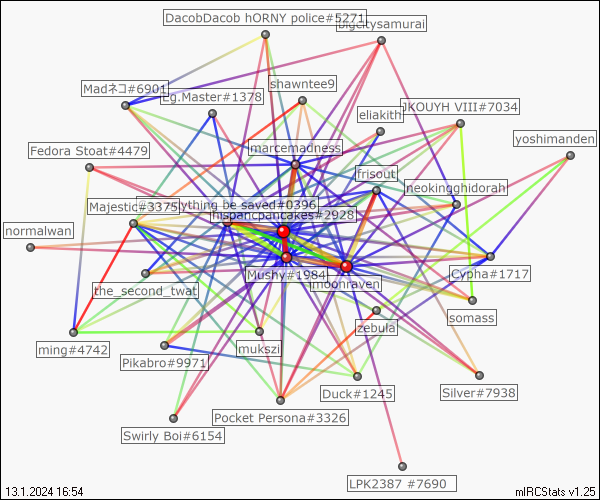 DacobDacob hORNY police#5271
bigcitysamurai
shawntee9
Madネコ#6901
Eg.Master#1378
JKOUYH VIII#7034
eliakith
yoshimanden
marcemadness
Fedora Stoat#4479
frisout
neokingghidorah
Majestic#3375
ything be saved#0396
hispancpancakes#2928
normalwan
Mushy#1984
Cypha#1717
moonraven
the_second_twat
somass
zebula
ming#4742
mukszi
Pikabro#9971
Duck#1245
Silver#7938
Pocket Persona#3326
Swirly Boi#6154
LPK2387 #7690
13.1.2024 16:54
mIRCStats v1.25